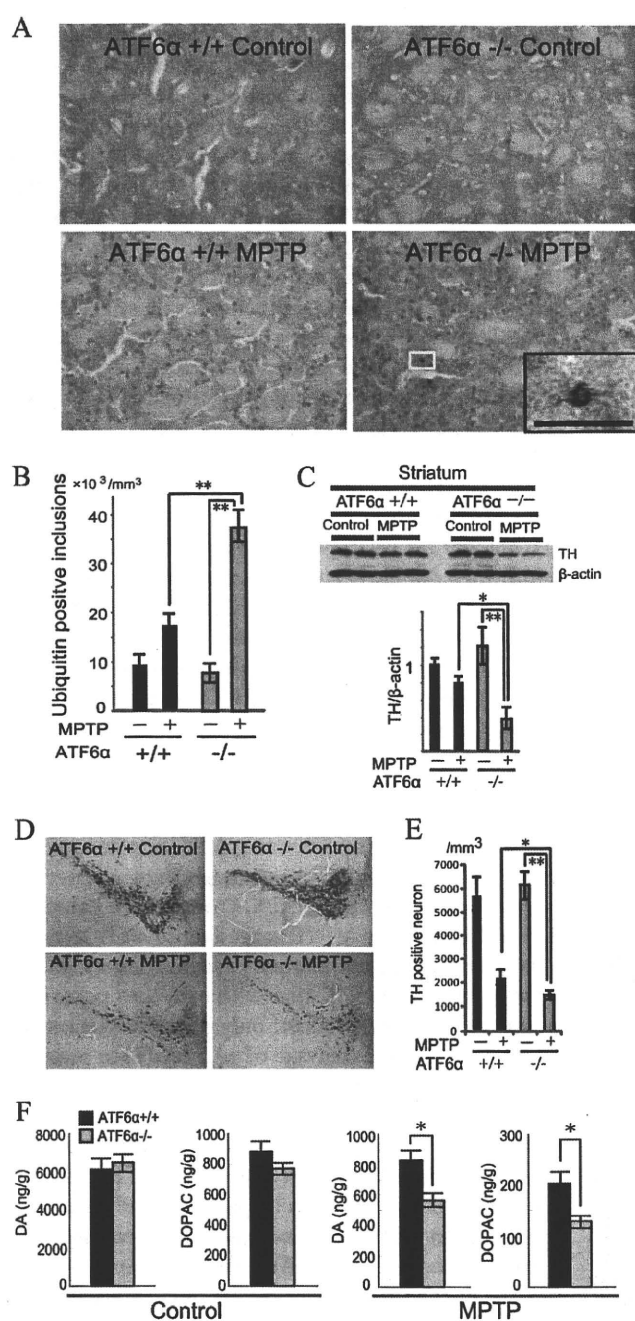 A
ATF6α +/+ Control
ATF6α -/- Control
ATF6α +/+ MPTP
ATF6α -/- MPTP
B
×10³/mm³
Ubiquitin positve inclusions
40
30
20
10
0
**
**
MPTP − + − +
ATF6α +/+ -/-
C
Striatum
ATF6α +/+ ATF6α −/−
Control MPTP Control MPTP
TH
β-actin
TH/β-actin
1
*
**
MPTP − + − +
ATF6α +/+ -/-
D
ATF6α +/+ Control
ATF6α -/- Control
ATF6α +/+ MPTP
ATF6α -/- MPTP
E
/mm³
TH positive neuron
7000
6000
5000
4000
3000
2000
1000
0
*
**
MPTP − + − +
ATF6α +/+ -/-
F
ATF6α+/+
ATF6α-/-
DA (ng/g)
8000
6000
4000
2000
0
DOPAC (ng/g)
1000
800
600
400
200
0
DA (ng/g)
1000
800
600
400
200
0
*
DOPAC (ng/g)
300
200
100
0
*
Control
MPTP